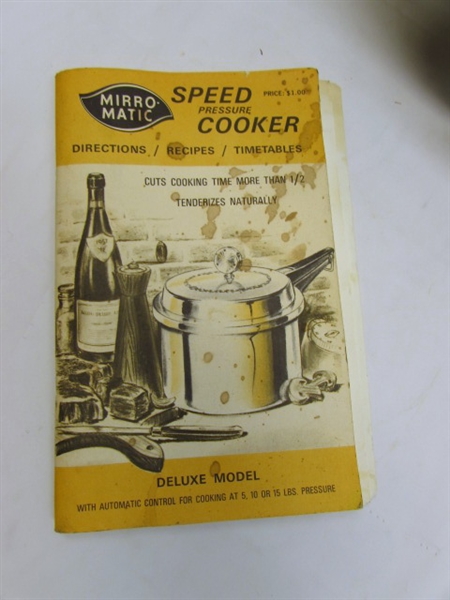 MIRRO-
MATIC
SPEED
PRESSURE
COOKER
PRICE: $1.00
DIRECTIONS / RECIPES / TIMETABLES
CUTS COOKING TIME MORE THAN 1/2
TENDERIZES NATURALLY
DELUXE MODEL
WITH AUTOMATIC CONTROL FOR COOKING AT 5, 10 OR 15 LBS. PRESSURE